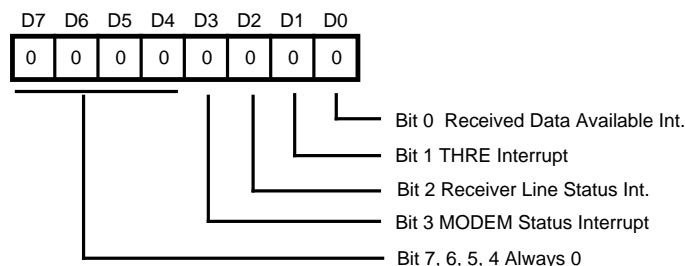 D7 D6 D5 D4 D3 D2 D1 D0
0 0 0 0 0 0 0 0
Bit 0 Received Data Available Int.
Bit 1 THRE Interrupt
Bit 2 Receiver Line Status Int.
Bit 3 MODEM Status Interrupt
Bit 7, 6, 5, 4 Always 0